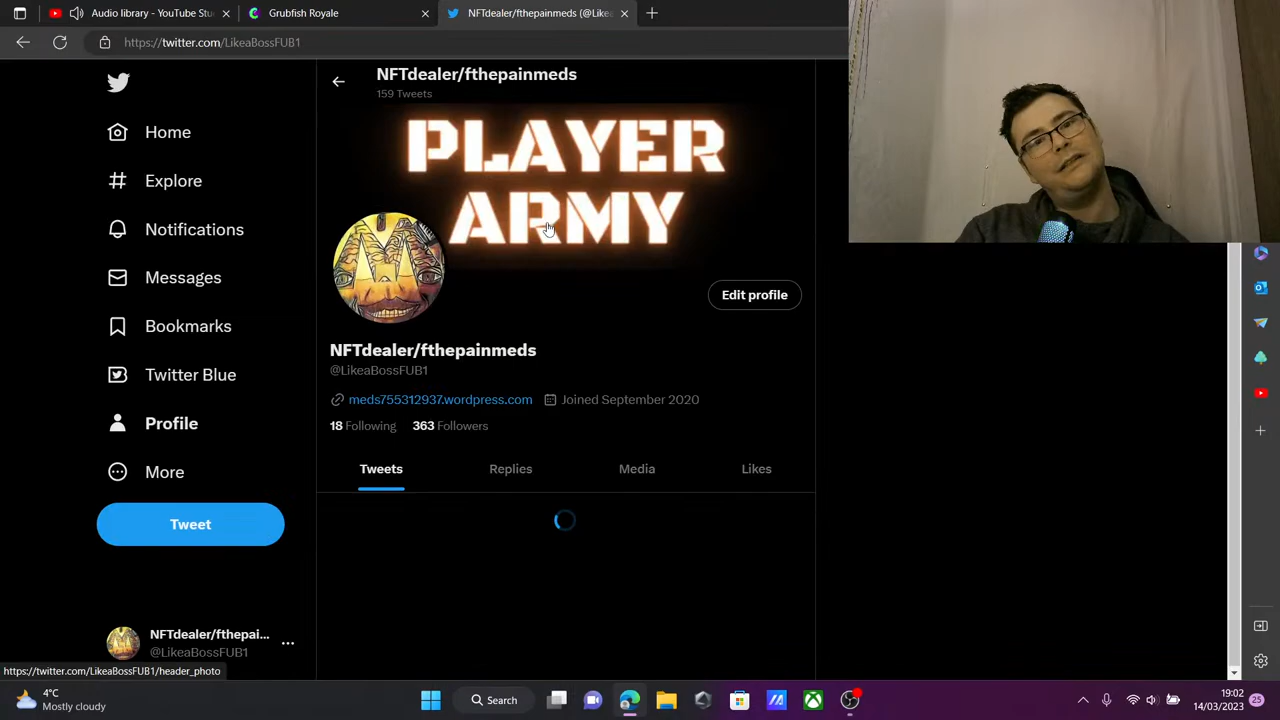 Audio library - YouTube Stu
Grubfish Royale
NFTdealer/fthepainmeds (@Likea
https://twitter.com/LikeaBossFUB1
NFTdealer/fthepainmeds
159 Tweets
PLAYER
ARMY
Home
Explore
Notifications
Messages
Bookmarks
Twitter Blue
Profile
More
Tweet
Edit profile
NFTdealer/fthepainmeds
@LikeaBossFUB1
meds755312937.wordpress.com Joined September 2020
18 Following 363 Followers
Tweets Replies Media Likes
NFTdealer/fthepai...
@LikeaBossFUB1
https://twitter.com/LikeaBossFUB1/header_photo
4°C
Mostly cloudy
Search
19:02
14/03/2023
25